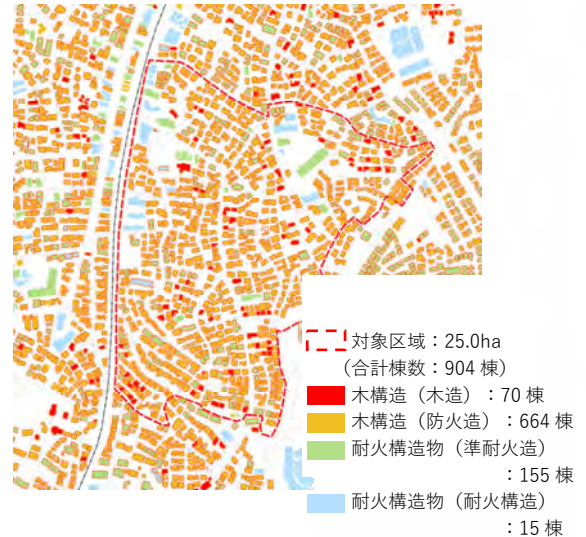 対象区域：25.0ha
（合計棟数：904 棟）
木構造（木造）：70 棟
木構造（防火造）：664 棟
耐火構造物（準耐火造）
：155 棟
耐火構造物（耐火構造）
：15 棟